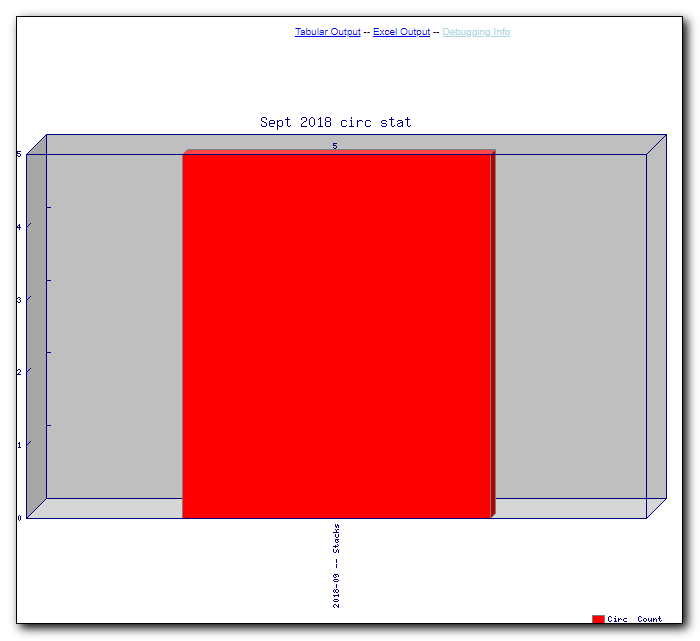 Tabular Output -- Excel Output -- Debugging Info
Sept 2018 circ stat
5
5
4
3
2
1
0
2018-09 -- Stacks
Circ Count